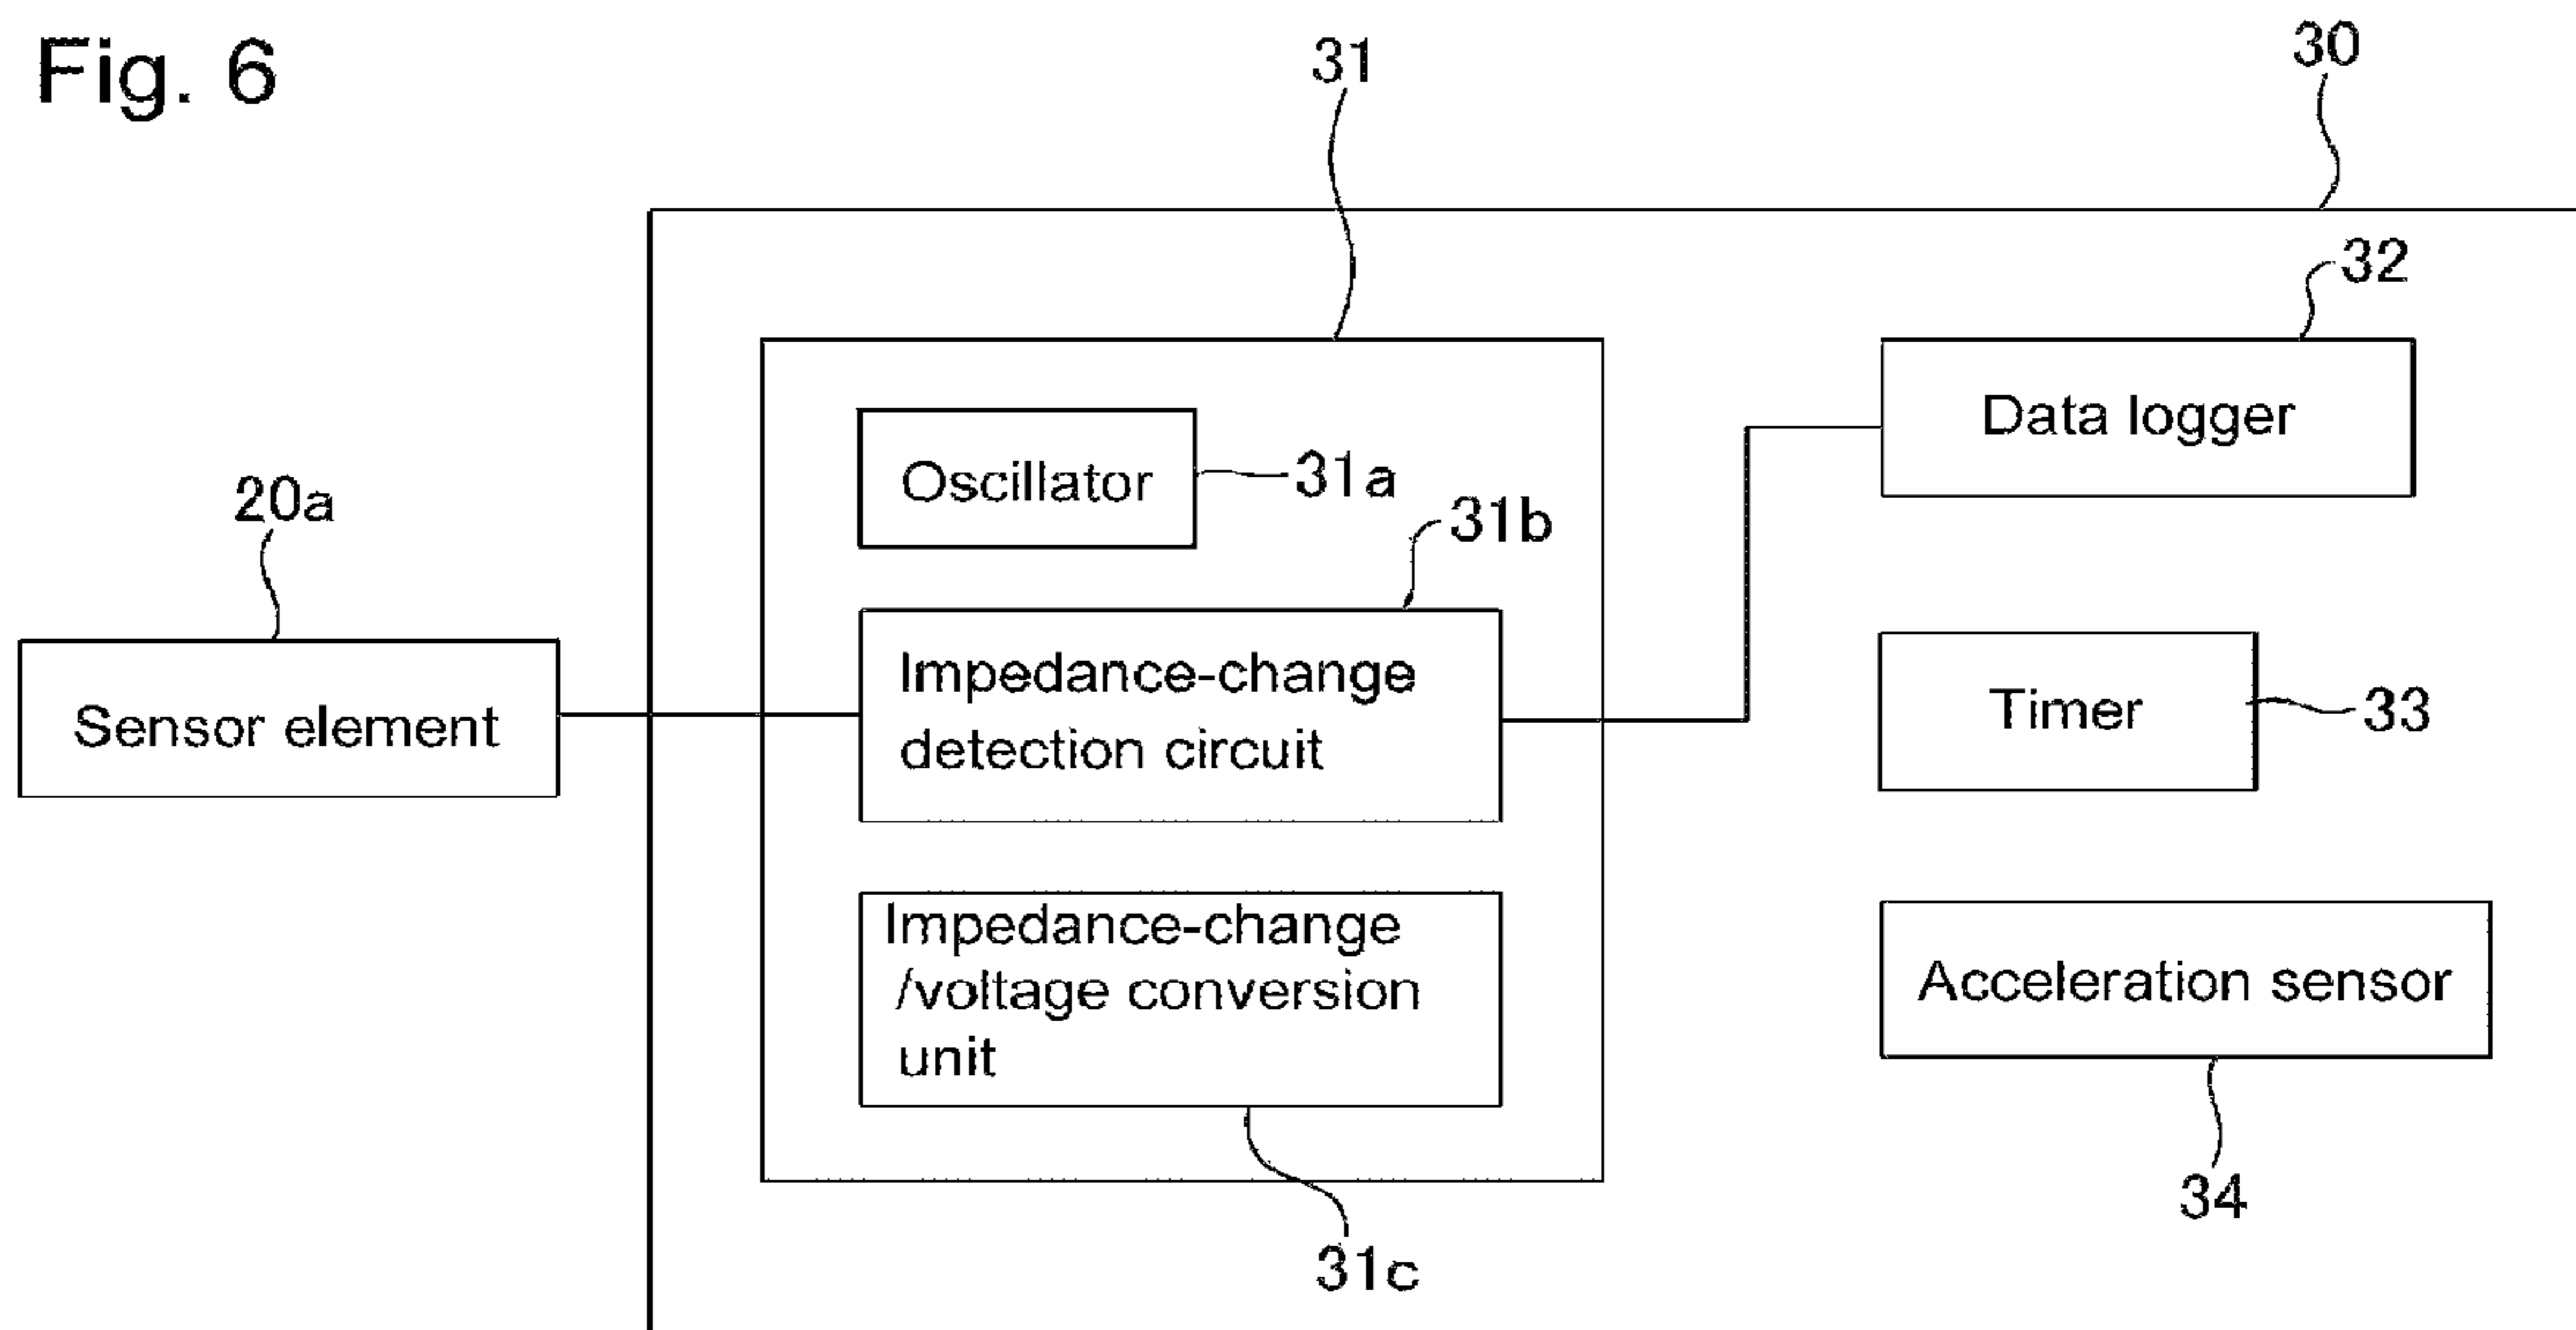 Fig. 6
31
30
32
Data logger
Oscillator
31a
31b
20a
Sensor element
Impedance-change
detection circuit
Timer
33
Impedance-change
/voltage conversion
unit
Acceleration sensor
34
31c